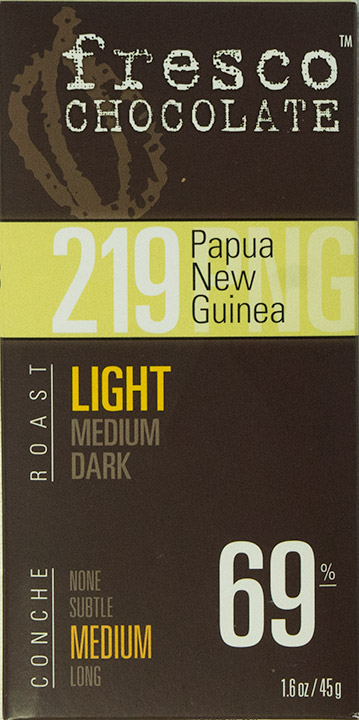 fresco™
CHOCOLATE
219 PNG
Papua
New
Guinea
ROAST
LIGHT
MEDIUM
DARK
CONCHE
NONE
SUBTLE
MEDIUM
LONG
69%
1.6 oz / 45 g